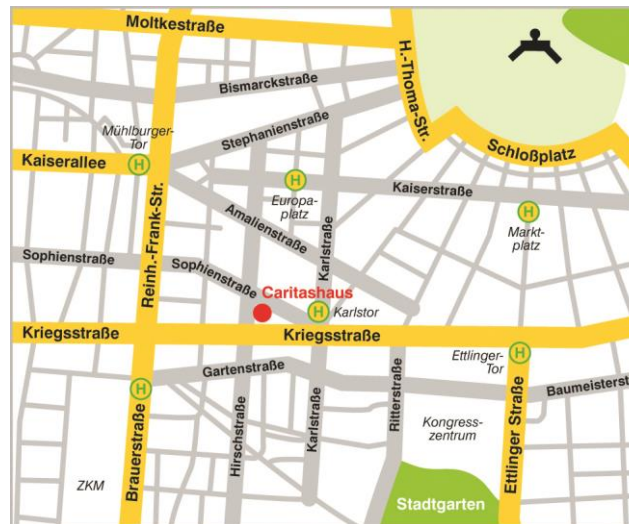 Moltkestraße
Bismarckstraße
H.-Thoma-Str.
Mühlburger-
Tor
Stephanienstraße
Schloßplatz
Kaiserallee
H
H
Europa-
platz
Kaiserstraße
H
Markt-
platz
Reinh.-Frank-Str.
Amalienstraße
Karlstraße
Sophienstraße
Sophienstraße
Caritashaus
H
Karlstor
Kriegsstraße
Kriegsstraße
H
Ettlinger-
Tor
Gartenstraße
Baumeisterst
H
Brauerstraße
Hirschstraße
Karlstraße
Ritterstraße
Kongress-
zentrum
Ettlinger Straße
ZKM
Stadtgarten